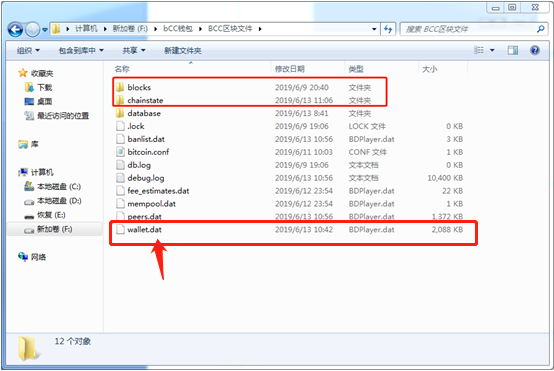 计算机 ▸ 新加卷 (F:) ▸ bCC钱包 ▸ BCC区块文件 ▸
搜索 BCC区块文件
组织 包含到库中 共享 新建文件夹
收藏夹
下载
桌面
最近访问的位置
库
计算机
本地磁盘 (C:)
本地磁盘 (D:)
恢复 (E:)
新加卷 (F:)
网络
名称 修改日期 类型 大小
blocks 2019/6/9 20:40 文件夹
chainstate 2019/6/13 11:06 文件夹
database 2019/6/13 8:41 文件夹
.lock 2019/6/9 19:06 LOCK 文件 0 KB
banlist.dat 2019/6/13 10:56 BDPlayer.dat 3 KB
bitcoin.conf 2019/6/11 10:03 CONF 文件 1 KB
db.log 2019/6/9 19:06 文本文档 0 KB
debug.log 2019/6/13 10:56 文本文档 10,400 KB
fee_estimates.dat 2019/6/12 23:54 BDPlayer.dat 22 KB
mempool.dat 2019/6/12 23:54 BDPlayer.dat 1 KB
peers.dat 2019/6/13 10:56 BDPlayer.dat 1,372 KB
wallet.dat 2019/6/13 10:42 BDPlayer.dat 2,088 KB
12 个对象